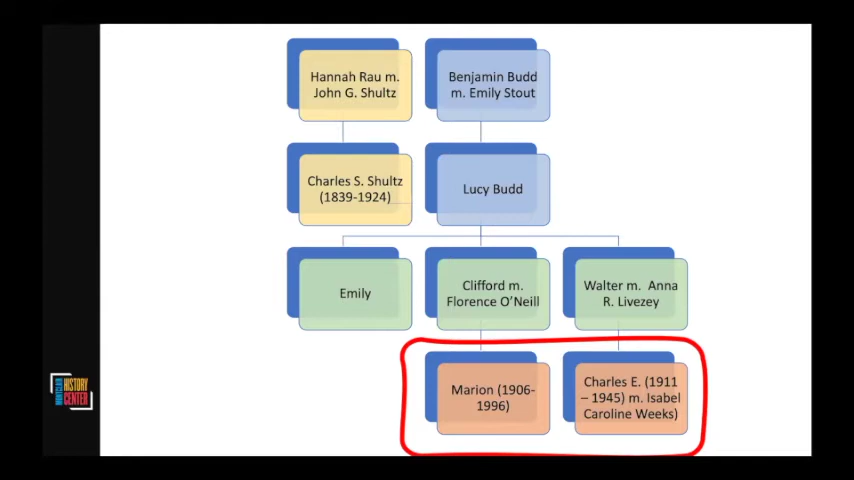 Hannah Rau m.
John G. Shultz
Benjamin Budd
m. Emily Stout
Charles S. Shultz
(1839-1924)
Lucy Budd
Emily
Clifford m.
Florence O'Neill
Walter m. Anna
R. Livezey
Marion (1906-
1996)
Charles E. (1911
– 1945) m. Isabel
Caroline Weeks)
MONTCLAIR
HISTORY
CENTER